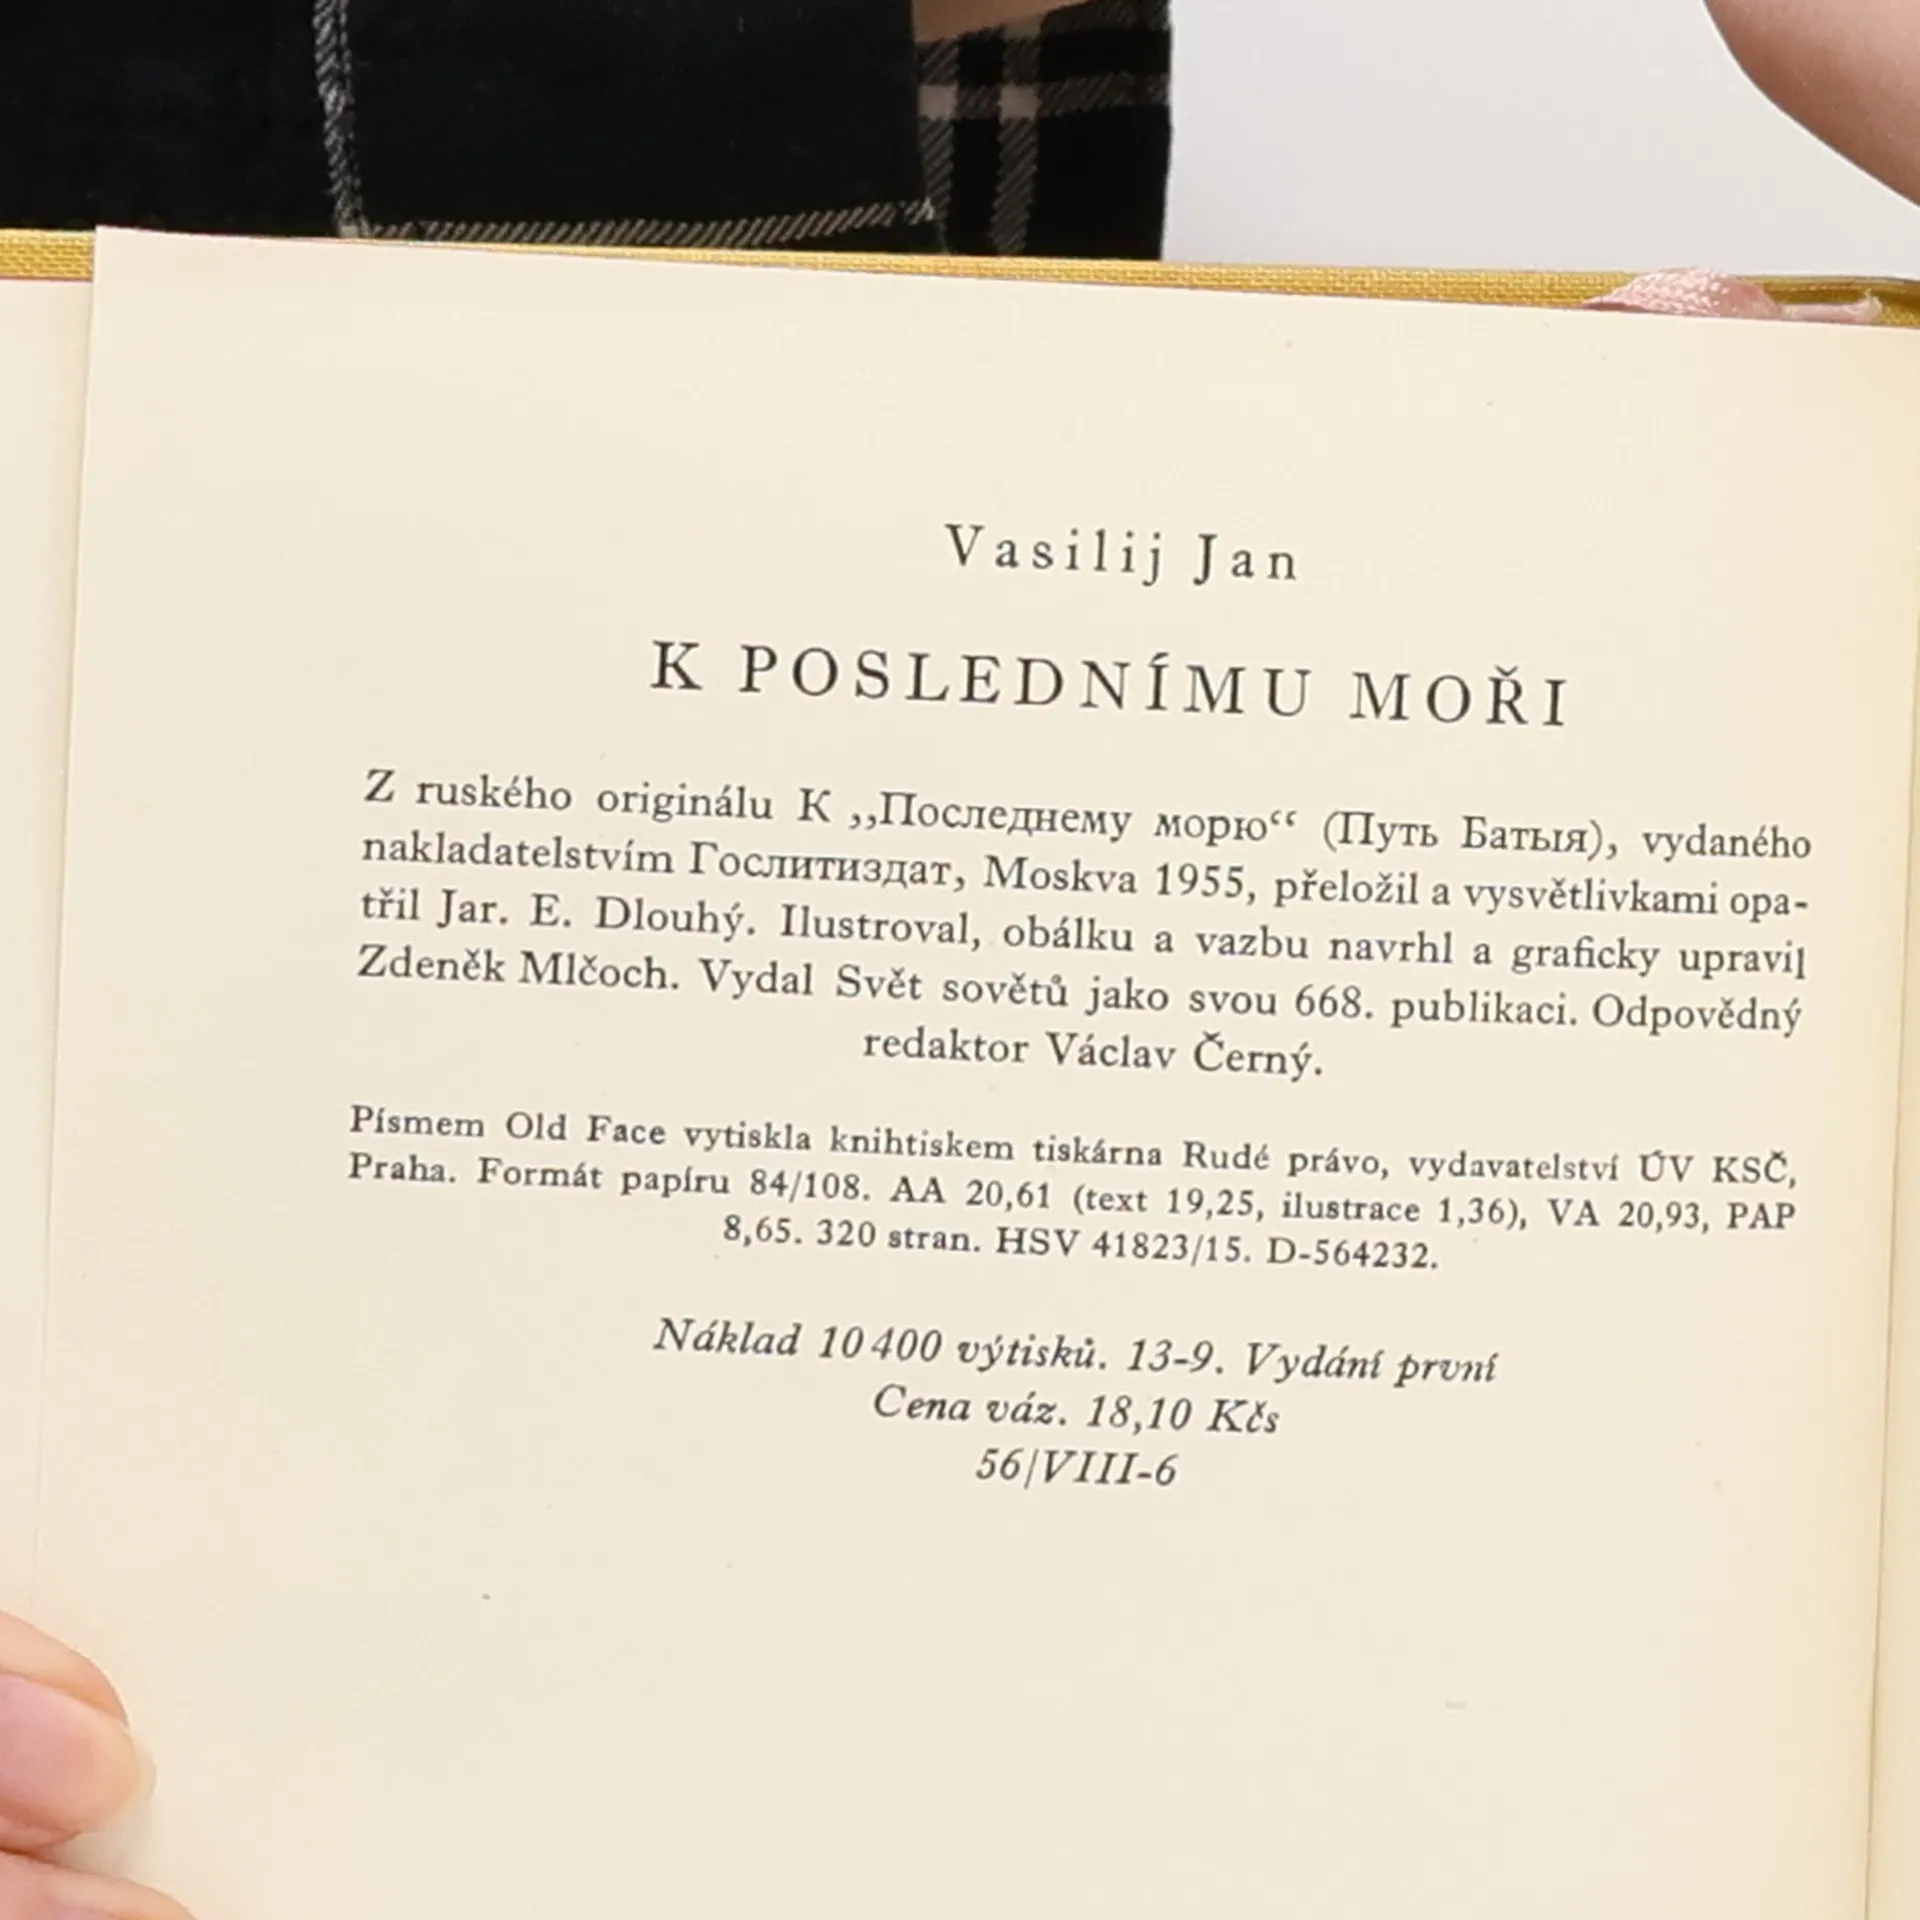 Vasilij Jan
K POSLEDNÍMU MOŘI
Z ruského originálu K ,,Последнему морю“ (Путь Батыя), vydaného
nakladatelstvím Гослитиздат, Moskva 1955, přeložil a vysvětlivkami opa-
třil Jar. E. Dlouhý. Ilustroval, obálku a vazbu navrhl a graficky upravil
Zdeněk Mlčoch. Vydal Svět sovětů jako svou 668. publikaci. Odpovědný
redaktor Václav Černý.
Písmem Old Face vytiskla knihtiskem tiskárna Rudé právo, vydavatelství ÚV KSČ,
Praha. Formát papíru 84/108. AA 20,61 (text 19,25, ilustrace 1,36), VA 20,93, PAP
8,65. 320 stran. HSV 41823/15. D-564232.
Náklad 10 400 výtisků. 13-9. Vydání první
Cena váz. 18,10 Kčs
56/VIII-6